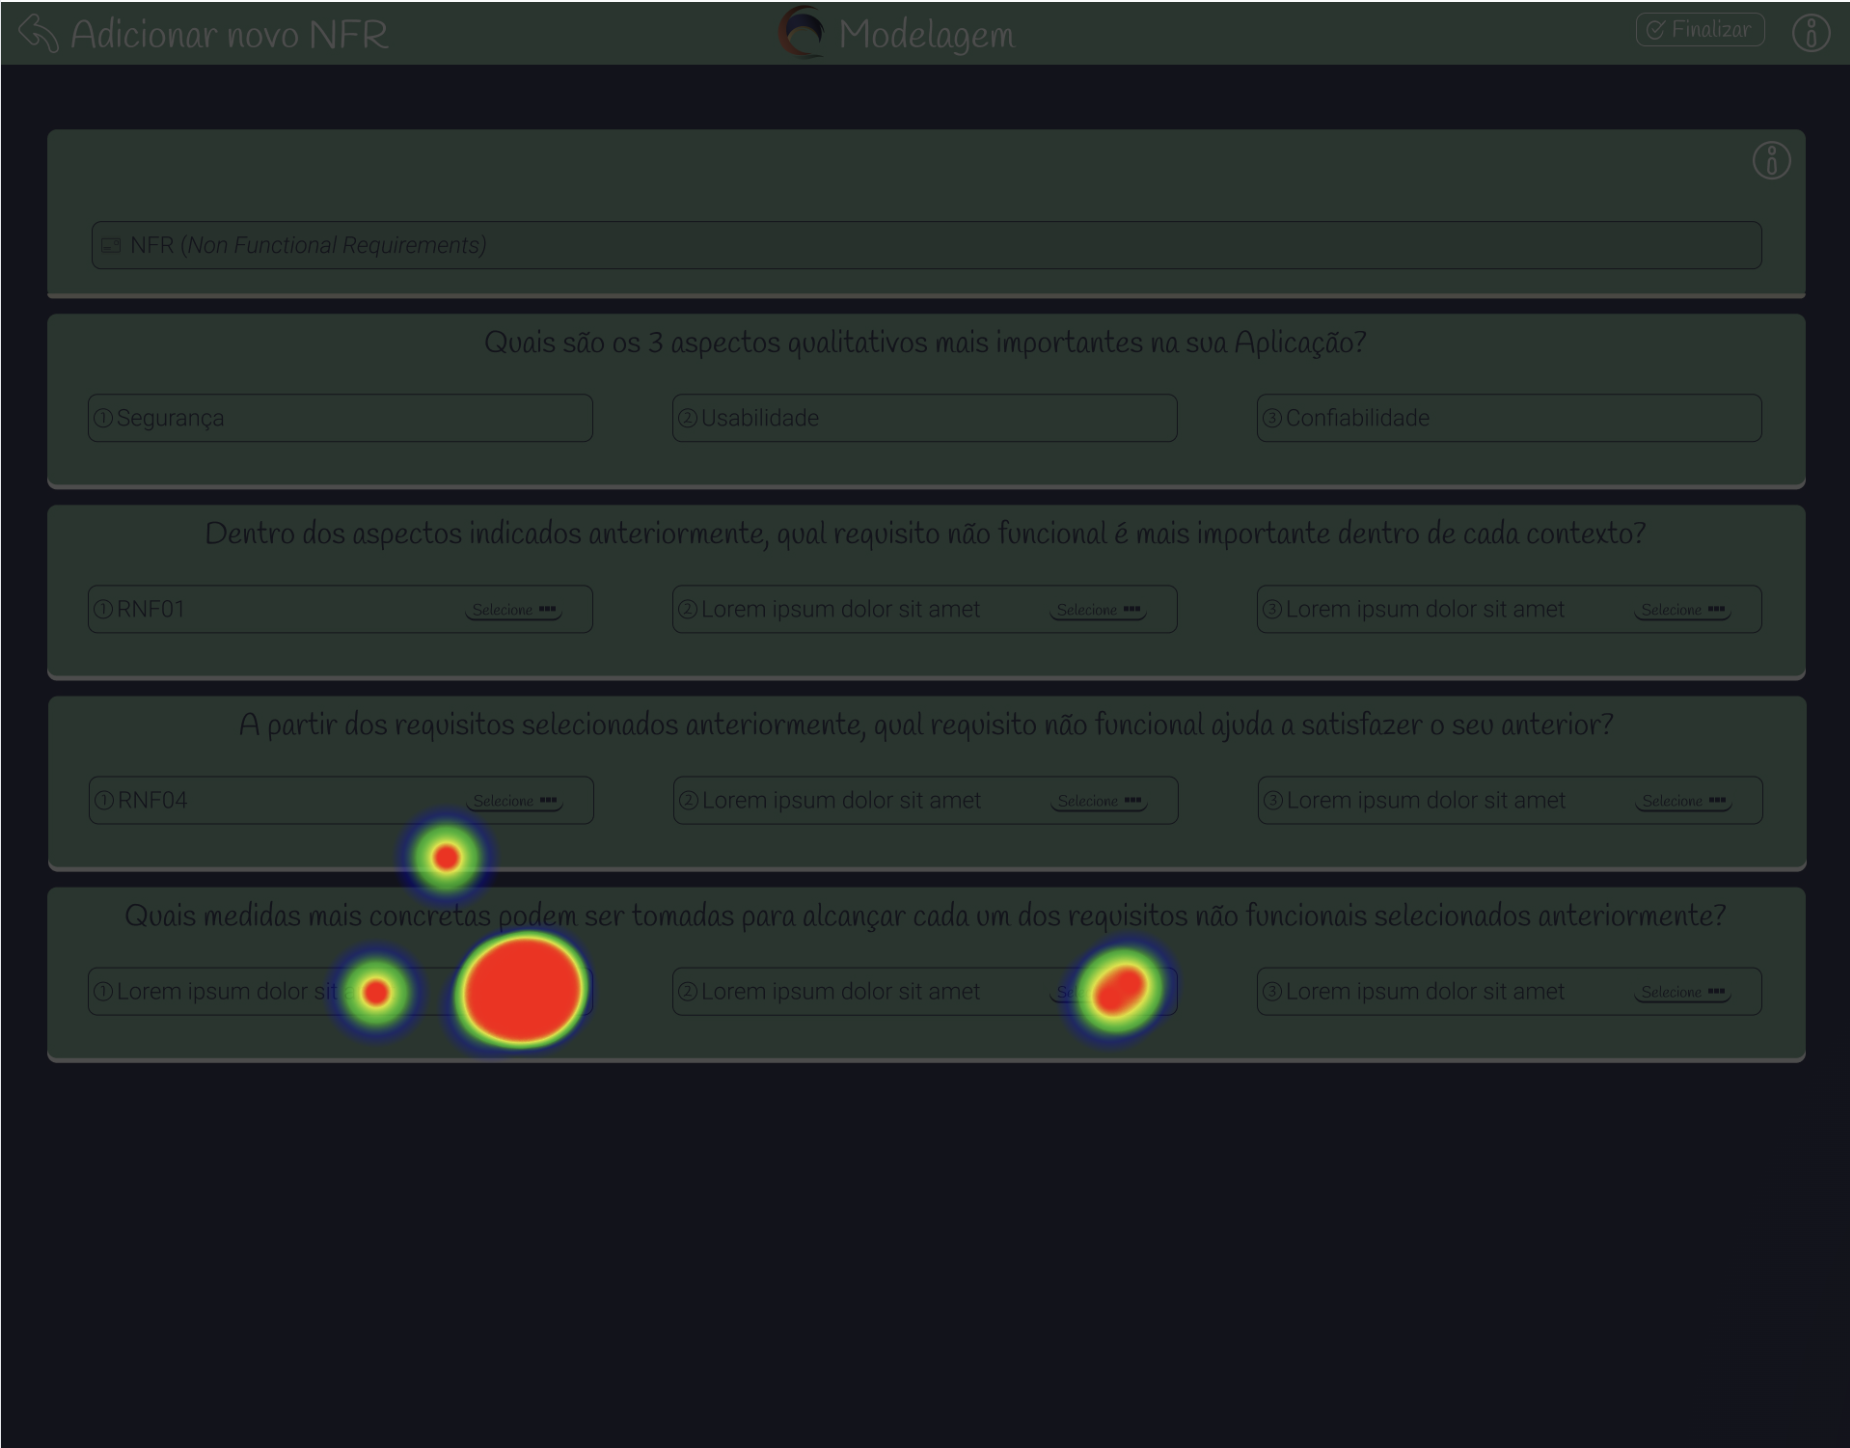 Adicionar novo NFR
Modelagem
Finalizar
NFR (Non Functional Requirements)
Quais são os 3 aspectos qualitativos mais importantes na sua Aplicação?
1 Segurança
2 Usabilidade
3 Confiabilidade
Dentro dos aspectos indicados anteriormente, qual requisito não funcional é mais importante dentro de cada contexto?
1 RNF01 Selecione
2 Lorem ipsum dolor sit amet Selecione
3 Lorem ipsum dolor sit amet Selecione
A partir dos requisitos selecionados anteriormente, qual requisito não funcional ajuda a satisfazer o seu anterior?
1 RNF04 Selecione
2 Lorem ipsum dolor sit amet Selecione
3 Lorem ipsum dolor sit amet Selecione
Quais medidas mais concretas podem ser tomadas para alcançar cada um dos requisitos não funcionais selecionados anteriormente?
1 Lorem ipsum dolor sit
2 Lorem ipsum dolor sit amet
3 Lorem ipsum dolor sit amet Selecione